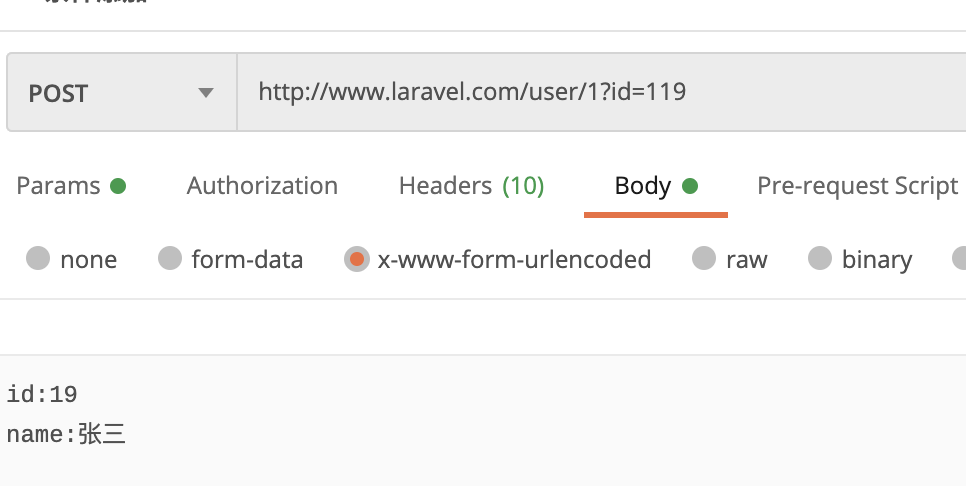 POST http://www.laravel.com/user/1?id=119
Params Authorization Headers (10) Body Pre-request Script
none form-data x-www-form-urlencoded raw binary
id:19
name:张三